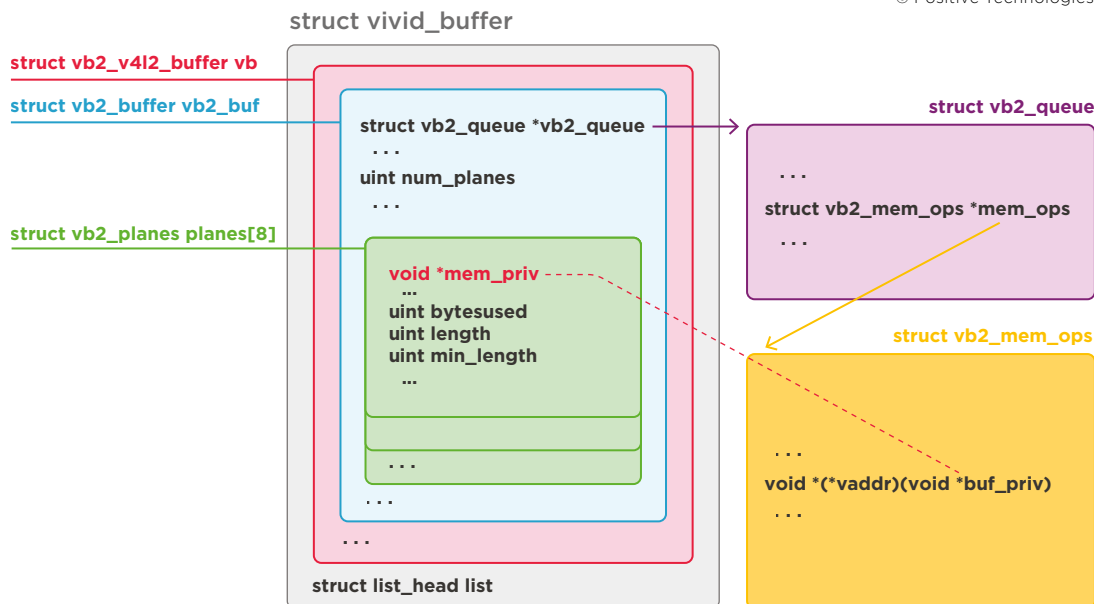 © Positive Technologies
struct vivid_buffer
struct vb2_v4l2_buffer vb
struct vb2_buffer vb2_buf
struct vb2_planes planes[8]
struct vb2_queue *vb2_queue
. . .
uint num_planes
. . .
void *mem_priv
...
uint bytesused
uint length
uint min_length
...
. . .
. . .
. . .
struct list_head list
struct vb2_queue
. . .
struct vb2_mem_ops *mem_ops
. . .
struct vb2_mem_ops
. . .
void *(*vaddr)(void *buf_priv)
. . .